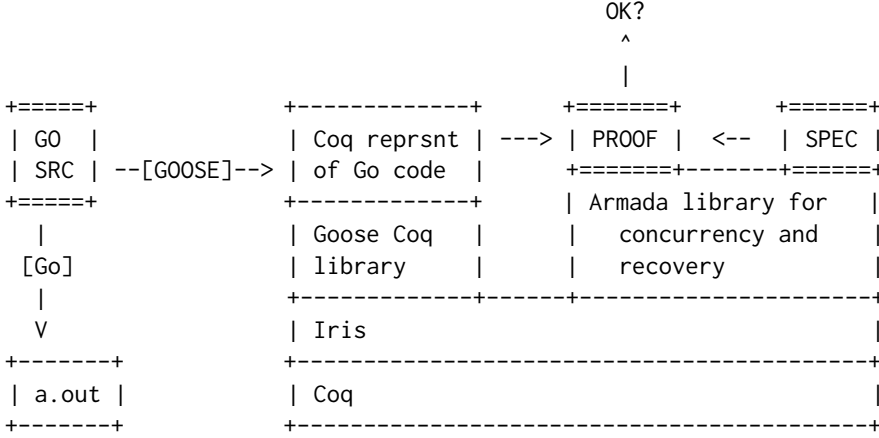 OK?
^
|
+=====+ +-------------+ +=======+ +======+
| GO | | Coq reprsnt | ---> | PROOF | <-- | SPEC |
| SRC | --[GOOSE]--> | of Go code | +=======+-------+======+
+=====+ +-------------+ | Armada library for |
| | Goose Coq | | concurrency and |
[Go] | library | | recovery |
| +-------------+------+----------------------+
V | Iris |
+-------+ +-------------------------------------------+
| a.out | | Coq |
+-------+ +-------------------------------------------+